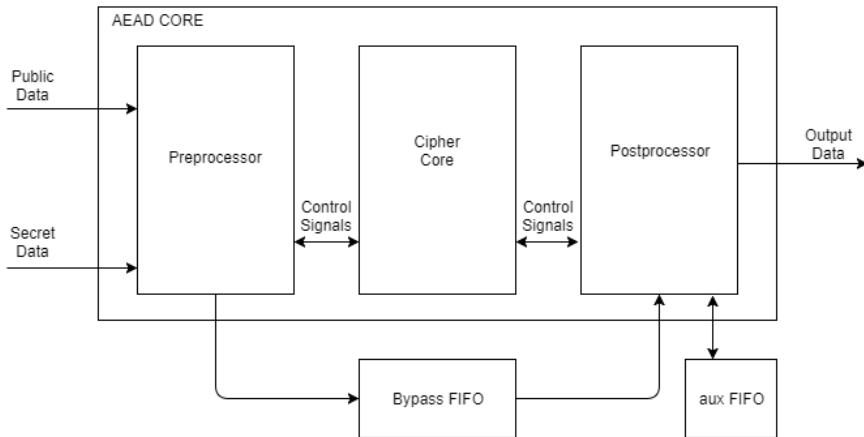 AEAD CORE
Public
Data
Secret
Data
Preprocessor
Control
Signals
Cipher
Core
Control
Signals
Postprocessor
Output
Data
Bypass FIFO
aux FIFO